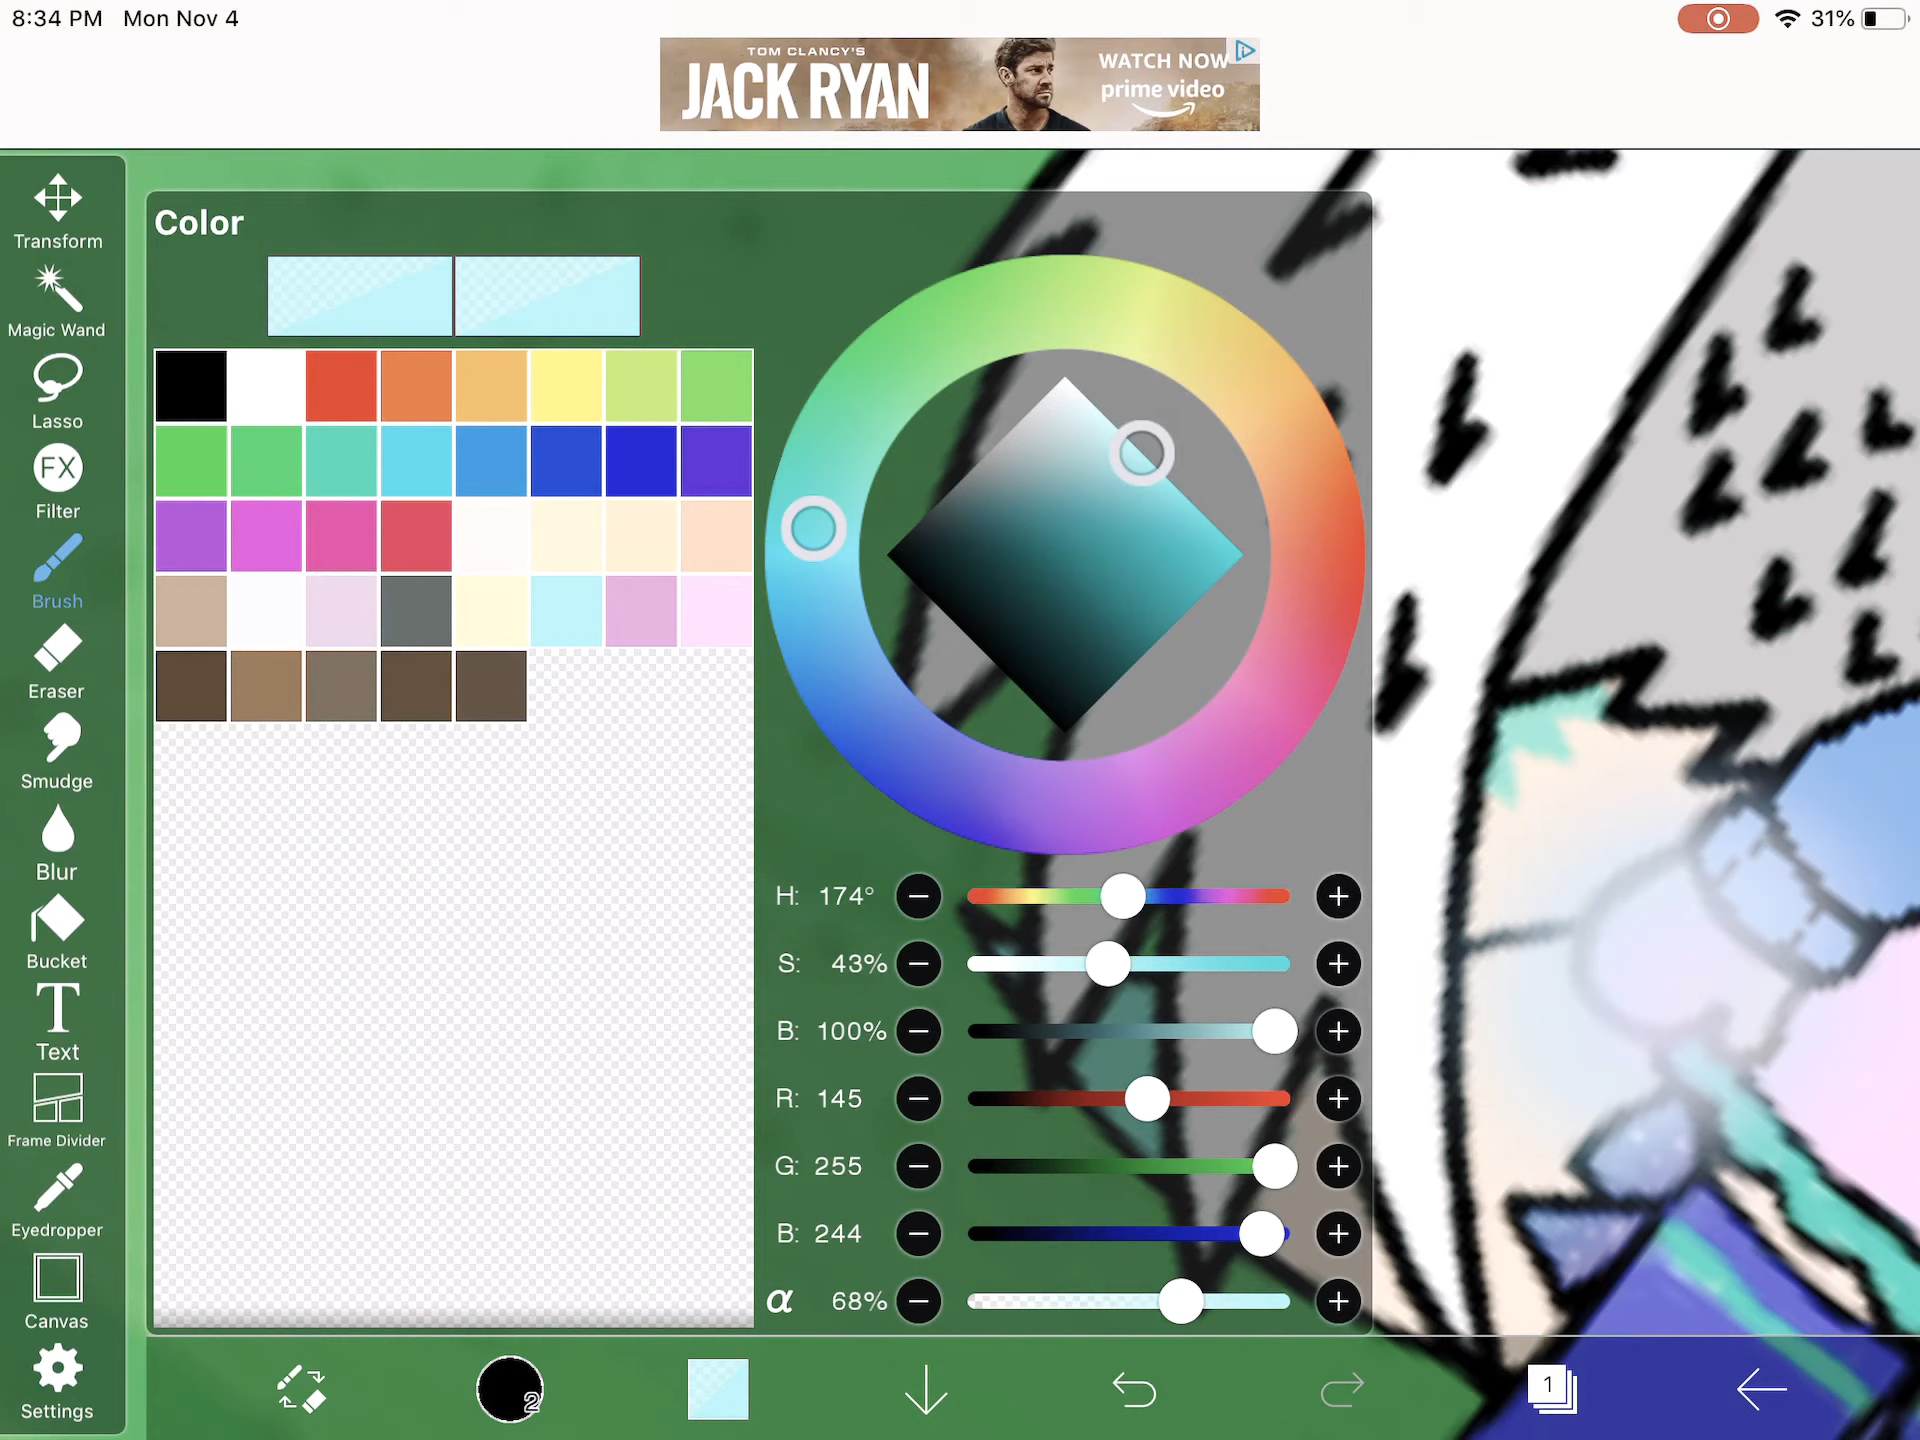 8:34 PM Mon Nov 4
31%
TOM CLANCY'S
JACK RYAN
WATCH NOW
prime video
Transform
Magic Wand
Lasso
FX
Filter
Brush
Eraser
Smudge
Blur
Bucket
T
Text
Frame Divider
Eyedropper
Canvas
Settings
Color
H: 174°
S: 43%
B: 100%
R: 145
G: 255
B: 244
α 68%
2
1